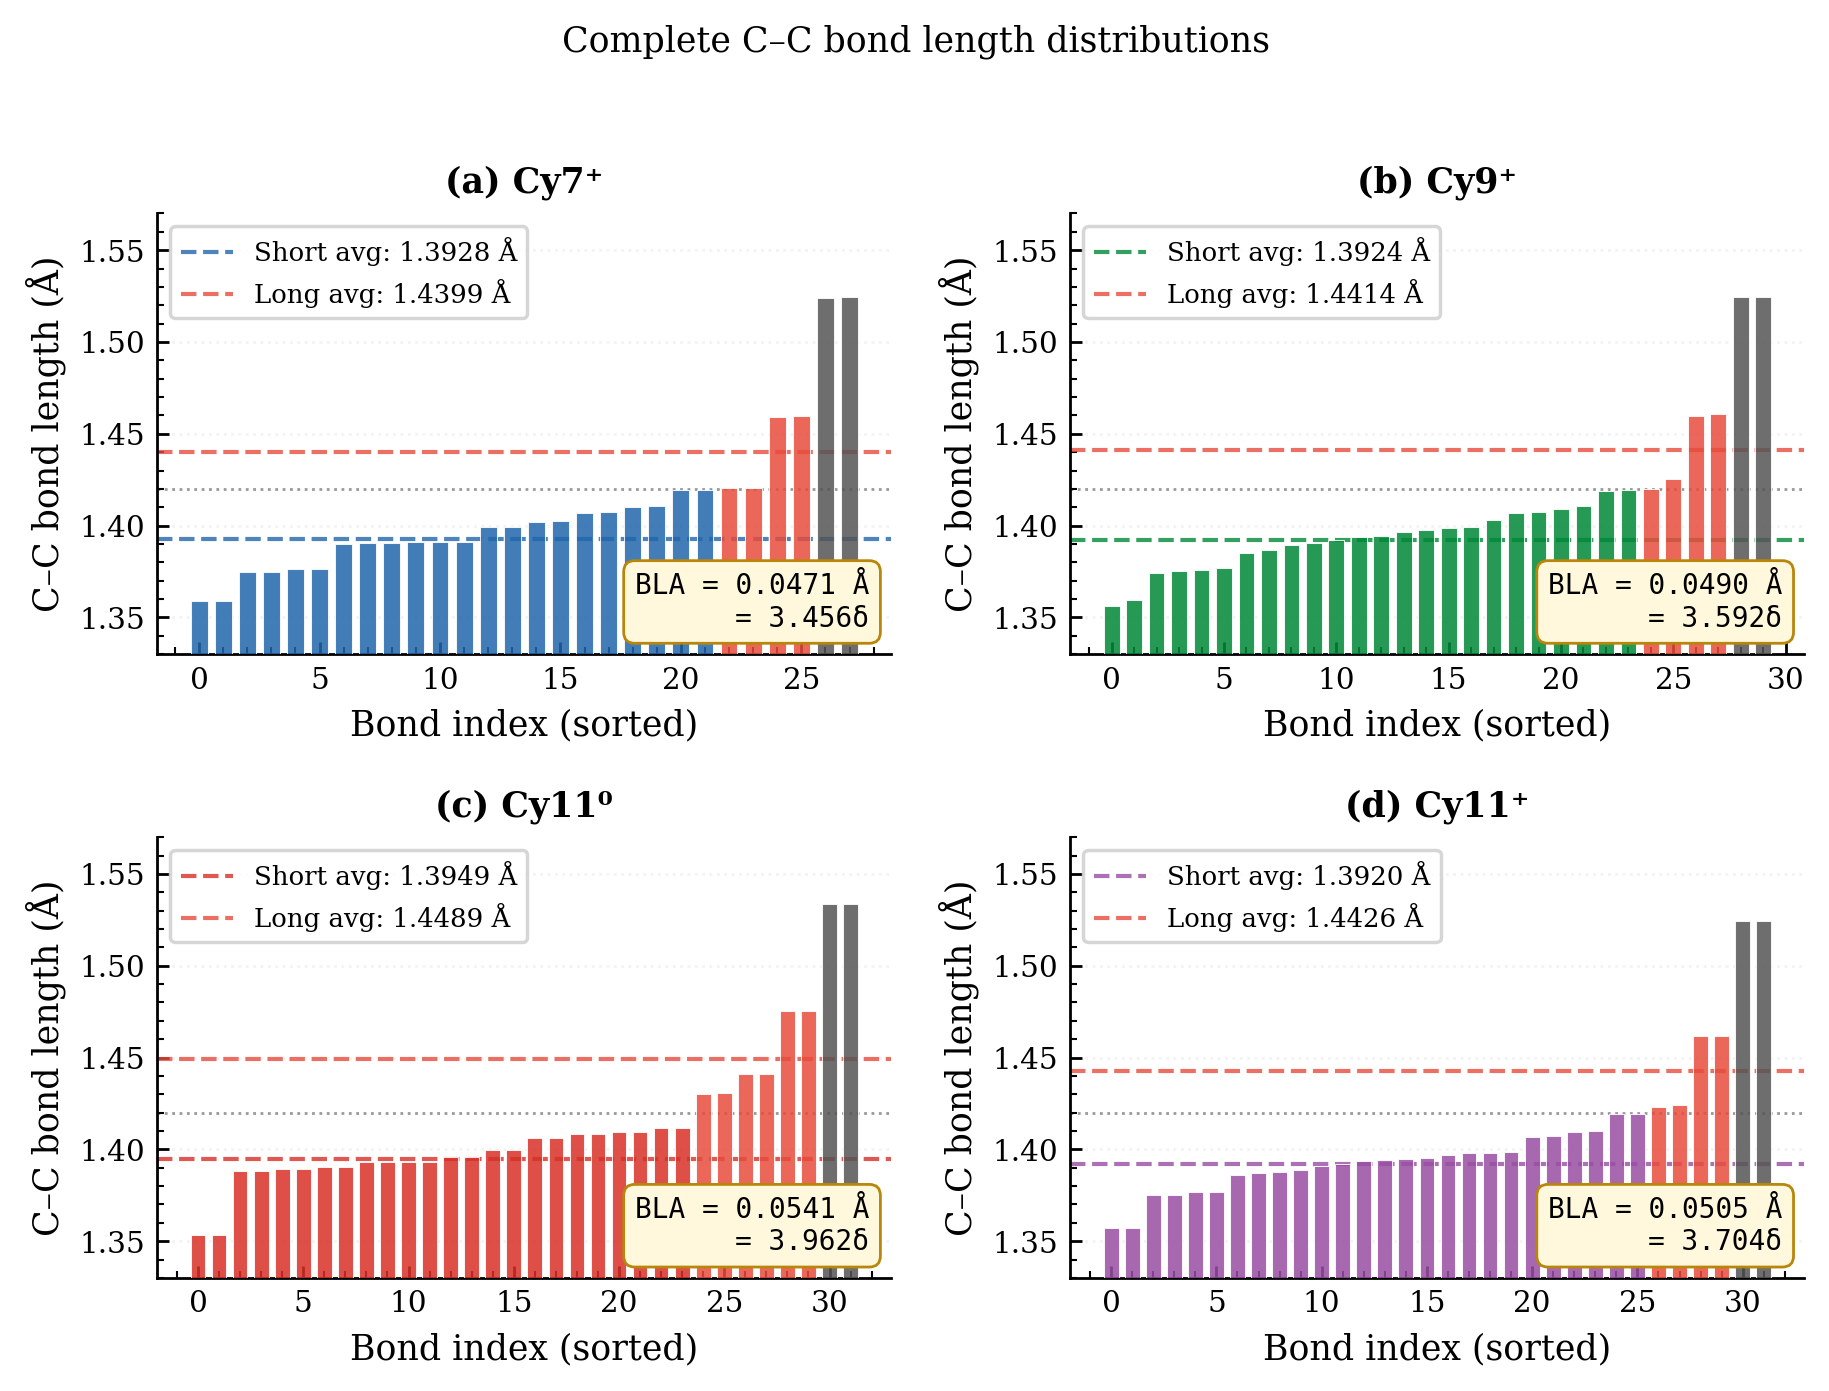 Complete C–C bond length distributions
(a) Cy7⁺
C–C bond length (Å)
1.55
1.50
1.45
1.40
1.35
Short avg: 1.3928 Å
Long avg: 1.4399 Å
BLA = 0.0471 Å
= 3.456δ
0 5 10 15 20 25
Bond index (sorted)
(b) Cy9⁺
C–C bond length (Å)
1.55
1.50
1.45
1.40
1.35
Short avg: 1.3924 Å
Long avg: 1.4414 Å
BLA = 0.0490 Å
= 3.592δ
0 5 10 15 20 25 30
Bond index (sorted)
(c) Cy11⁰
C–C bond length (Å)
1.55
1.50
1.45
1.40
1.35
Short avg: 1.3949 Å
Long avg: 1.4489 Å
BLA = 0.0541 Å
= 3.962δ
0 5 10 15 20 25 30
Bond index (sorted)
(d) Cy11⁺
C–C bond length (Å)
1.55
1.50
1.45
1.40
1.35
Short avg: 1.3920 Å
Long avg: 1.4426 Å
BLA = 0.0505 Å
= 3.704δ
0 5 10 15 20 25 30
Bond index (sorted)